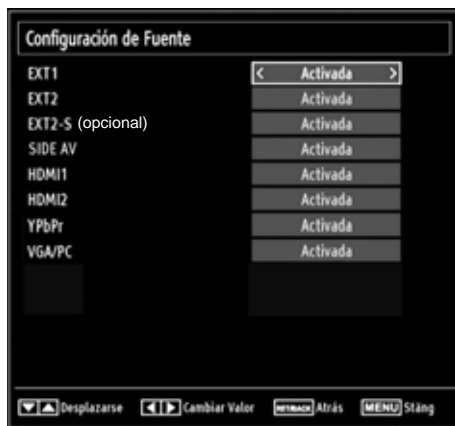 Configuración de Fuente
EXT1 < Activada >
EXT2 Activada
EXT2-S (opcional) Activada
SIDE AV Activada
HDMI1 Activada
HDMI2 Activada
YPbPr Activada
VGA/PC Activada
Desplazarse Cambiar Valor Atrás MENU Stäng